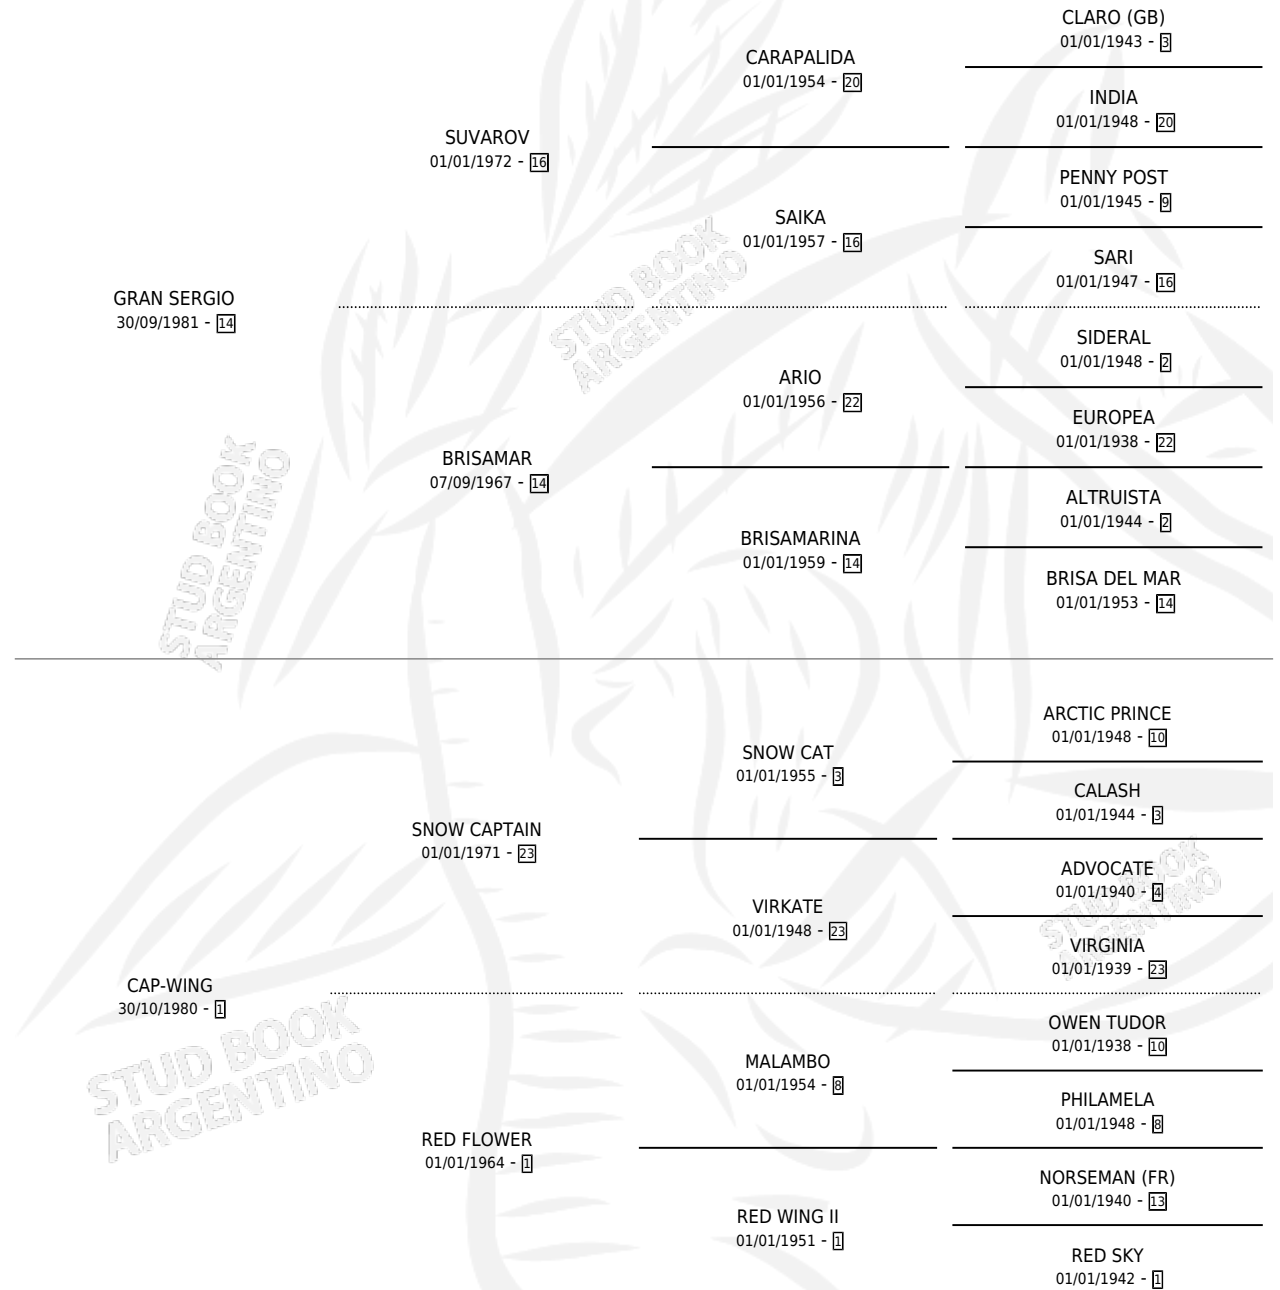 CLARO (GB)
01/01/1943 - 3
CARAPALIDA
01/01/1954 - 20
INDIA
01/01/1948 - 20
SUVAROV
01/01/1972 - 16
PENNY POST
01/01/1945 - 9
SAIKA
01/01/1957 - 16
SARI
01/01/1947 - 16
GRAN SERGIO
30/09/1981 - 14
SIDERAL
01/01/1948 - 2
ARIO
01/01/1956 - 22
EUROPEA
01/01/1938 - 22
BRISAMAR
07/09/1967 - 14
ALTRUISTA
01/01/1944 - 2
BRISAMARINA
01/01/1959 - 14
BRISA DEL MAR
01/01/1953 - 14
STUD BOOK
ARGENTINO
STUD BOOK
ARGENTINO
ARCTIC PRINCE
01/01/1948 - 10
SNOW CAT
01/01/1955 - 3
CALASH
01/01/1944 - 3
SNOW CAPTAIN
01/01/1971 - 23
ADVOCATE
01/01/1940 - 4
VIRKATE
01/01/1948 - 23
VIRGINIA
01/01/1939 - 23
STUD BOOK
ARGENTINO
CAP-WING
30/10/1980 - 1
OWEN TUDOR
01/01/1938 - 10
MALAMBO
01/01/1954 - 8
PHILAMELA
01/01/1948 - 8
STUD BOOK
ARGENTINO
RED FLOWER
01/01/1964 - 1
NORSEMAN (FR)
01/01/1940 - 13
RED WING II
01/01/1951 - 1
RED SKY
01/01/1942 - 1